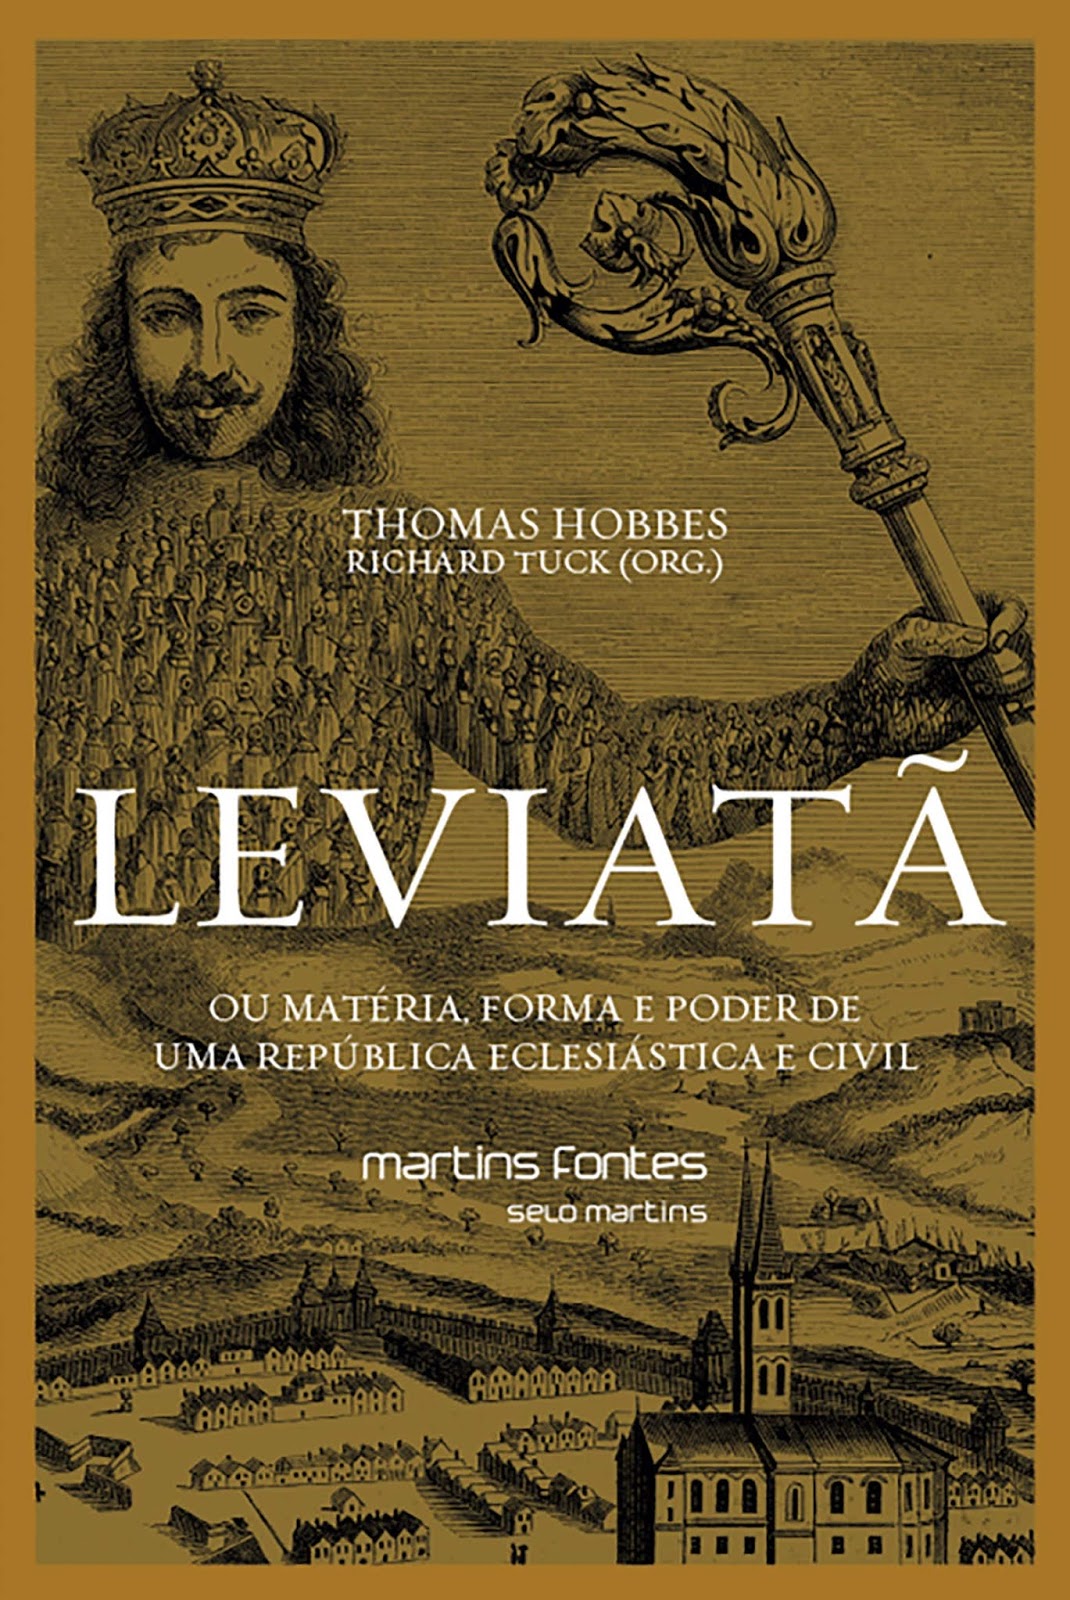 THOMAS HOBBES
RICHARD TUCK (ORG.)
LEVIATÃ
OU MATÉRIA, FORMA E PODER DE
UMA REPÚBLICA ECLESIÁSTICA E CIVIL
martins fontes
selo martins